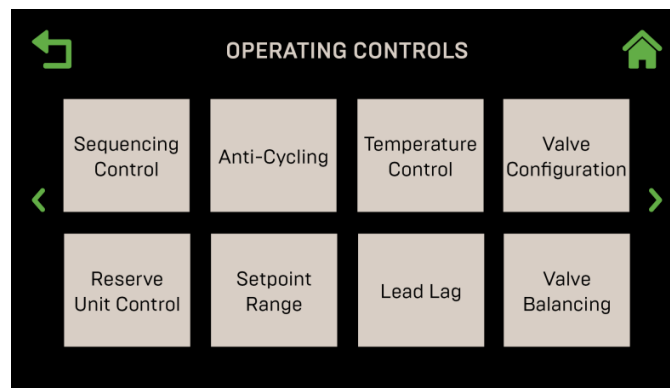 OPERATING CONTROLS
Sequencing
Control
Anti-Cycling
Temperature
Control
Valve
Configuration
Reserve
Unit Control
Setpoint
Range
Lead Lag
Valve
Balancing